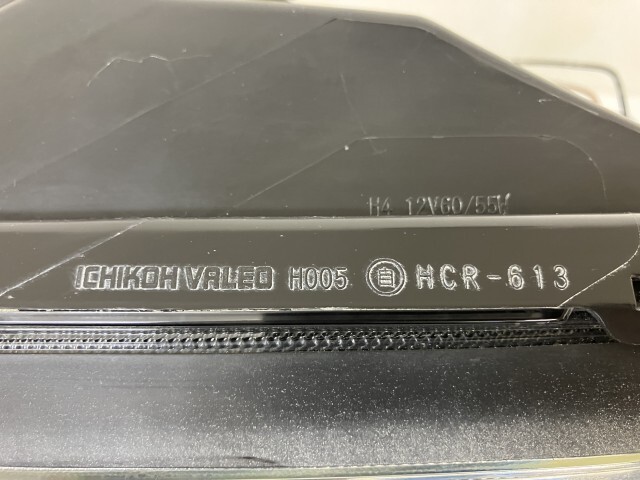 H4 12V60/55W
ICHIKOH VALEO H005 自 HCR-613